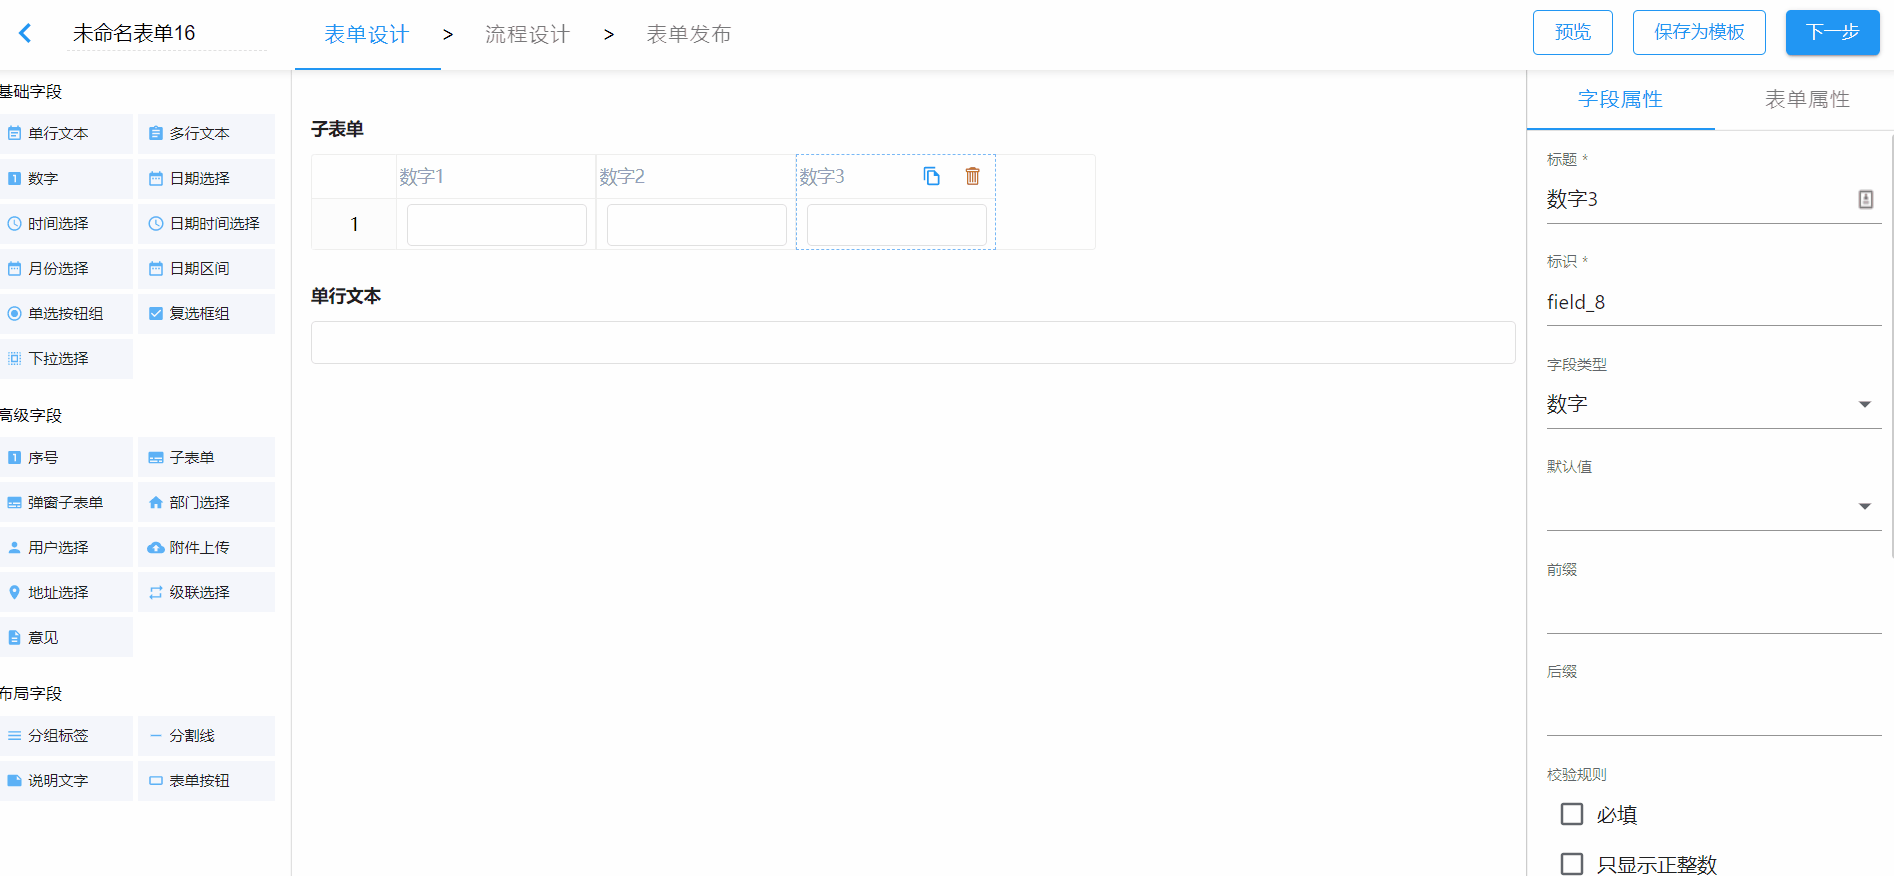 未命名表单16
表单设计 > 流程设计 > 表单发布
预览
保存为模板
下一步
基础字段
单行文本
多行文本
数字
日期选择
时间选择
日期时间选择
月份选择
日期区间
单选按钮组
复选框组
下拉选择
高级字段
序号
子表单
弹窗子表单
部门选择
用户选择
附件上传
地址选择
级联选择
意见
布局字段
分组标签
分割线
说明文字
表单按钮
子表单
数字1
数字2
数字3
1
单行文本
字段属性
表单属性
标题 *
数字3
标识 *
field_8
字段类型
数字
默认值
前缀
后缀
校验规则
必填
只显示正整数